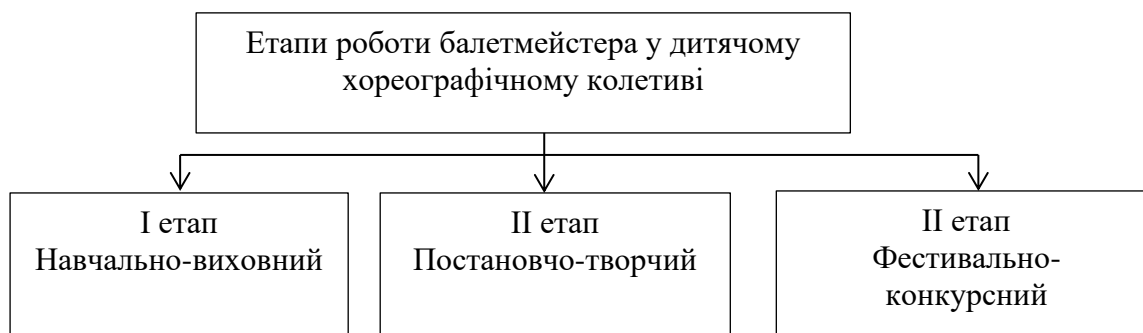 Етапи роботи балетмейстера у дитячому
хореографічному колетиві
І етап
Навчально-виховний
ІІ етап
Постановчо-творчий
ІІ етап
Фестивально-
конкурсний